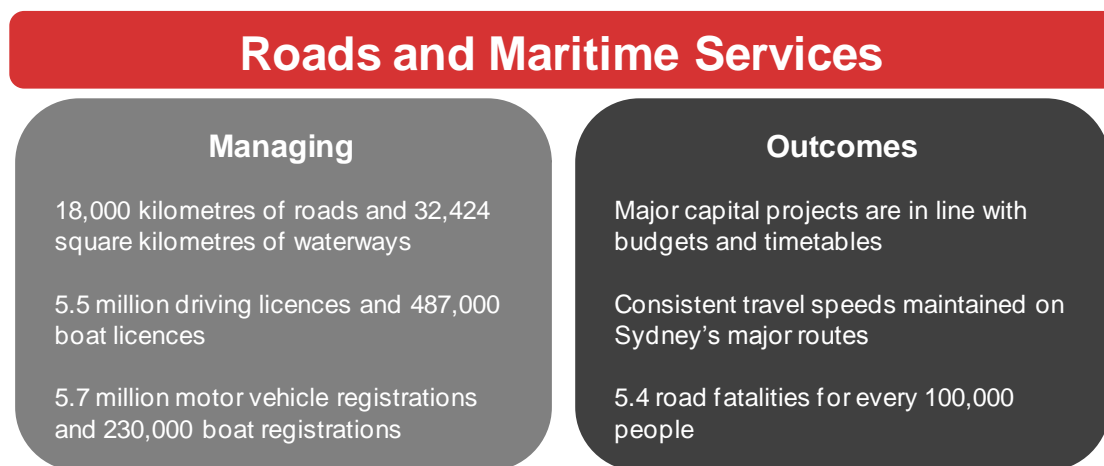 Roads and Maritime Services
Managing
18,000 kilometres of roads and 32,424
square kilometres of waterways
5.5 million driving licences and 487,000
boat licences
5.7 million motor vehicle registrations
and 230,000 boat registrations
Outcomes
Major capital projects are in line with
budgets and timetables
Consistent travel speeds maintained on
Sydney’s major routes
5.4 road fatalities for every 100,000
people